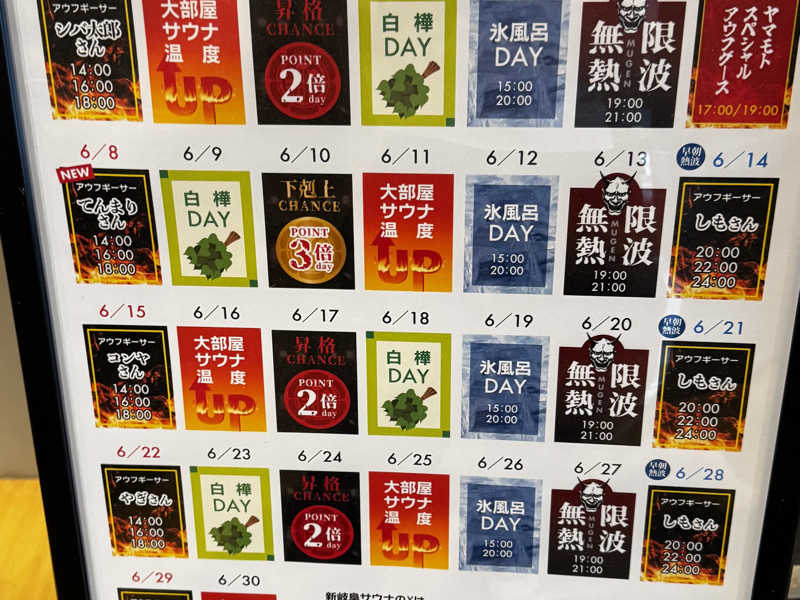 アウフギーサー
シバ太郎
さん
14:00
16:00
18:00
大部屋
サウナ
温度
UP
昇格
CHANCE
POINT
2倍
day
白樺
DAY
氷風呂
DAY
15:00
20:00
無限
熱波
MUGEN
19:00
21:00
ヤマモト
スペシャル
アウフグース
17:00/19:00
6/8
6/9
6/10
6/11
6/12
6/13
早朝
熱波
6/14
NEW
アウフギーサー
てんまり
さん
14:00
16:00
18:00
白樺
DAY
下剋上
CHANCE
POINT
3倍
day
大部屋
サウナ
温度
UP
氷風呂
DAY
15:00
20:00
無限
熱波
MUGEN
19:00
21:00
アウフギーサー
しもさん
20:00
22:00
24:00
6/15
6/16
6/17
6/18
6/19
6/20
早朝
熱波
6/21
アウフギーサー
コンヤ
さん
14:00
16:00
18:00
大部屋
サウナ
温度
UP
昇格
CHANCE
POINT
2倍
day
白樺
DAY
氷風呂
DAY
15:00
20:00
無限
熱波
MUGEN
19:00
21:00
アウフギーサー
しもさん
20:00
22:00
24:00
6/22
6/23
6/24
6/25
6/26
6/27
早朝
熱波
6/28
アウフギーサー
やぎさん
14:00
16:00
18:00
白樺
DAY
昇格
CHANCE
POINT
2倍
day
大部屋
サウナ
温度
UP
氷風呂
DAY
15:00
20:00
無限
熱波
MUGEN
19:00
21:00
アウフギーサー
しもさん
20:00
22:00
24:00
6/29
6/30